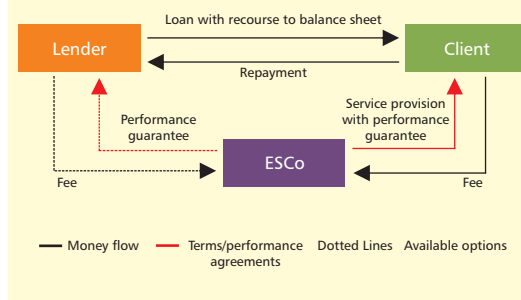 Loan with recourse to balance sheet
Lender
Client
Repayment
Performance
guarantee
Service provision
with performance
guarantee
ESCo
Fee
Fee
Money flow
Terms/performance
agreements
Dotted Lines
Available options